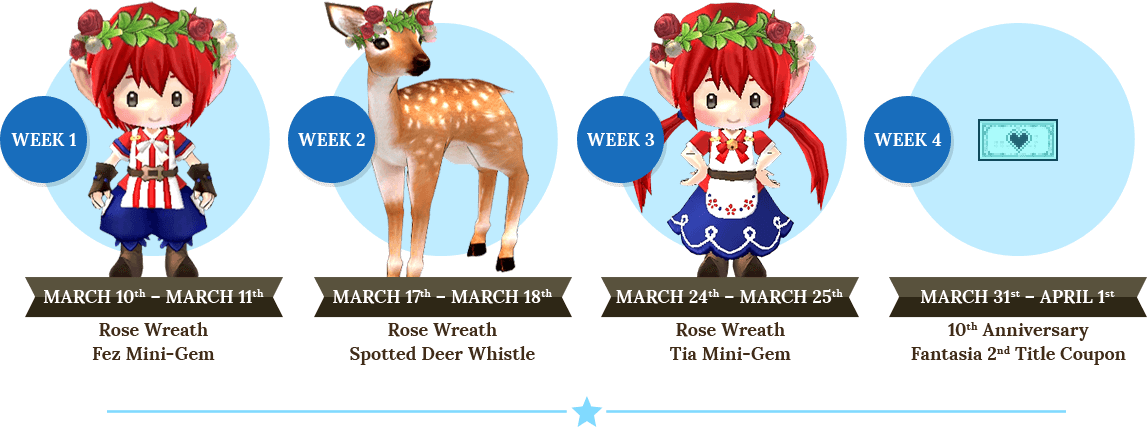 WEEK 1
MARCH 10th – MARCH 11th
Rose Wreath
Fez Mini-Gem
WEEK 2
MARCH 17th – MARCH 18th
Rose Wreath
Spotted Deer Whistle
WEEK 3
MARCH 24th – MARCH 25th
Rose Wreath
Tia Mini-Gem
WEEK 4
MARCH 31st – APRIL 1st
10th Anniversary
Fantasia 2nd Title Coupon